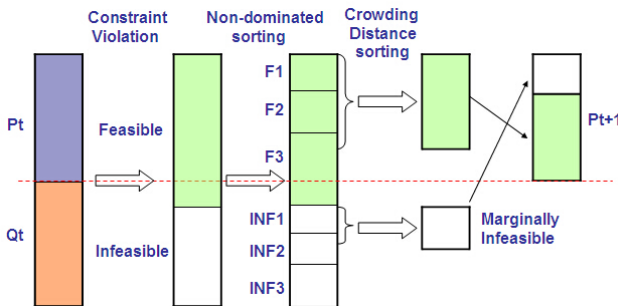 Constraint
Violation
Non-dominated
sorting
Crowding
Distance
sorting
Pt
Qt
Feasible
Infeasible
F1
F2
F3
INF1
INF2
INF3
Marginally
Infeasible
Pt+1